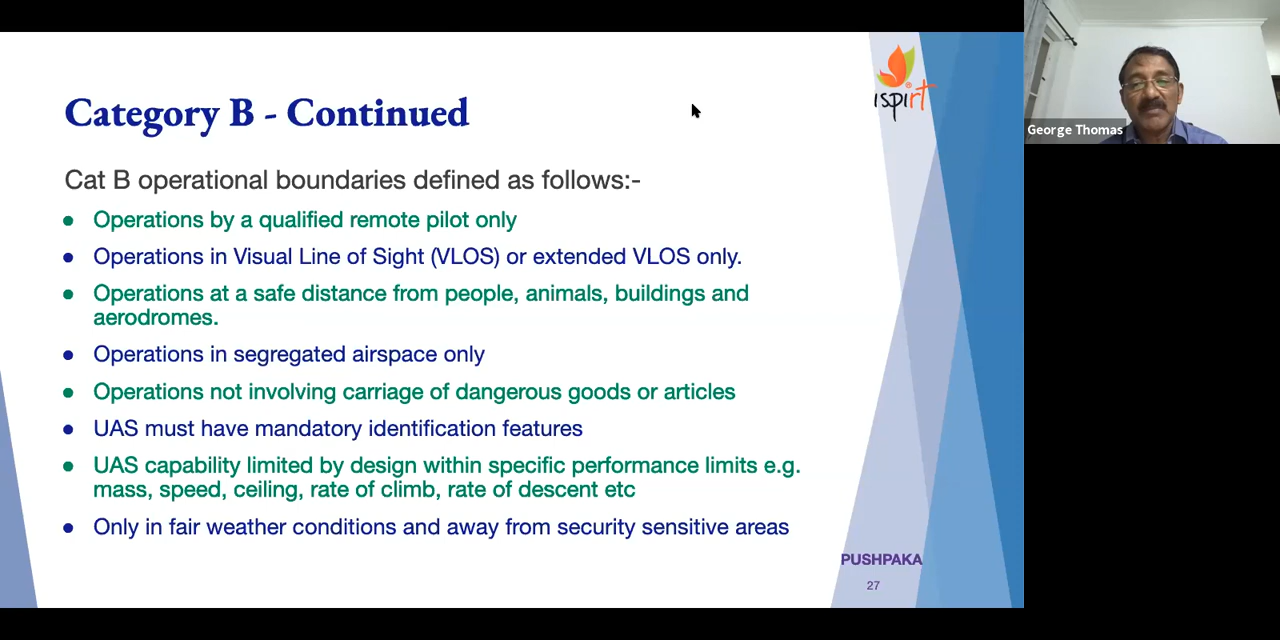 Category B - Continued
ispirt
George Thomas
Cat B operational boundaries defined as follows:-
● Operations by a qualified remote pilot only
● Operations in Visual Line of Sight (VLOS) or extended VLOS only.
● Operations at a safe distance from people, animals, buildings and
aerodromes.
● Operations in segregated airspace only
● Operations not involving carriage of dangerous goods or articles
● UAS must have mandatory identification features
● UAS capability limited by design within specific performance limits e.g.
mass, speed, ceiling, rate of climb, rate of descent etc
● Only in fair weather conditions and away from security sensitive areas
PUSHPAKA
27